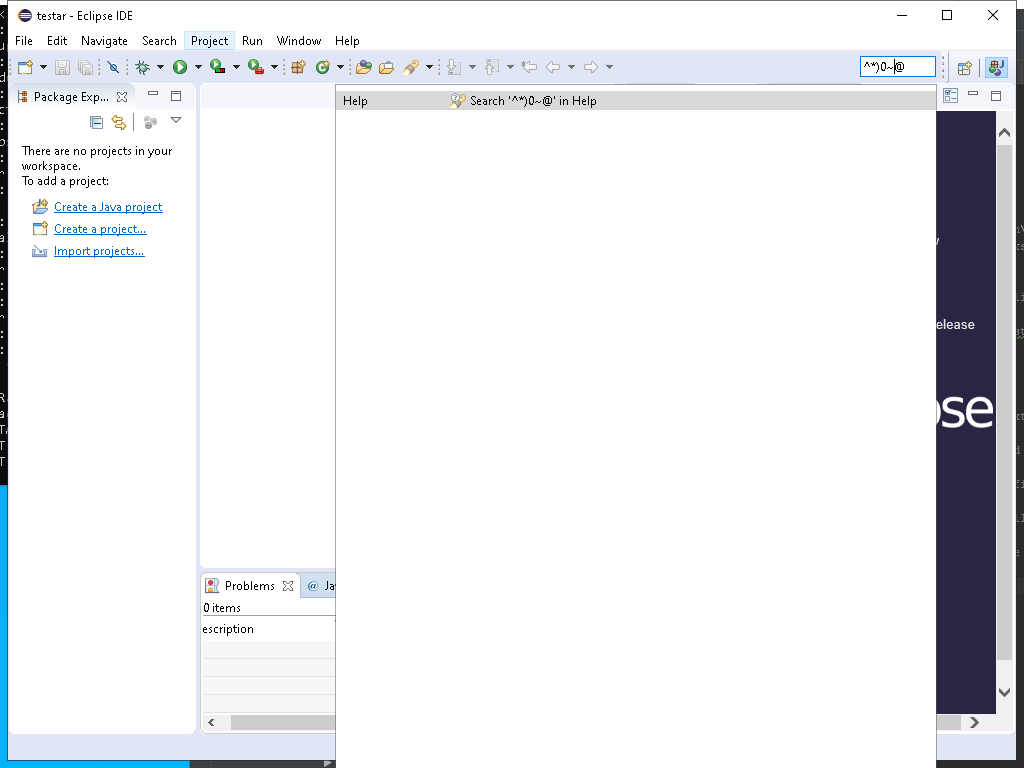 testar - Eclipse IDE
File Edit Navigate Search Project Run Window Help
^*)0~@
Package Exp...
Help Search '^*)0~@' in Help
There are no projects in your
workspace.
To add a project:
Create a Java project
Create a project...
Import projects...
elease
ose
Problems @ Ja
0 items
escription